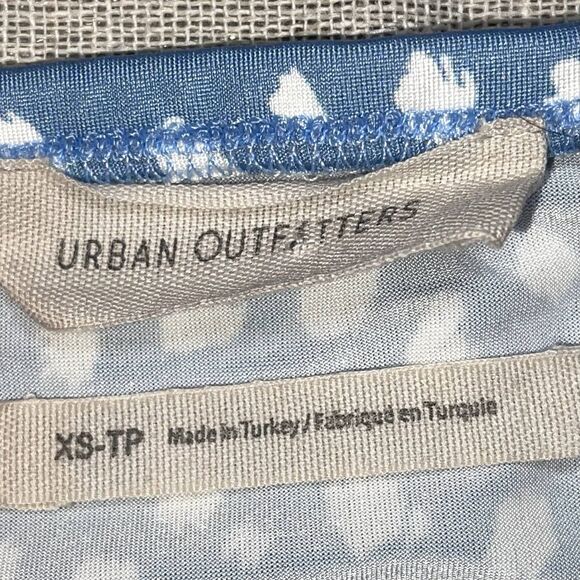 URBAN OUTFITTERS
XS-TP Made in Turkey / Fabriqué en Turquie